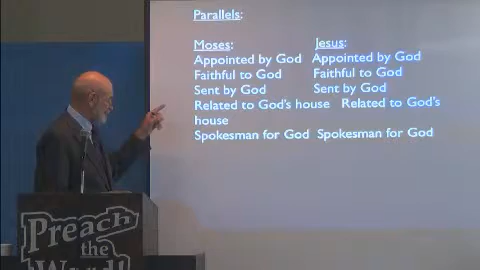 Parallels:
Moses: Jesus:
Appointed by God Appointed by God
Faithful to God Faithful to God
Sent by God Sent by God
Related to God's house Related to God's
house
Spokesman for God Spokesman for God
Preach
the
Word!